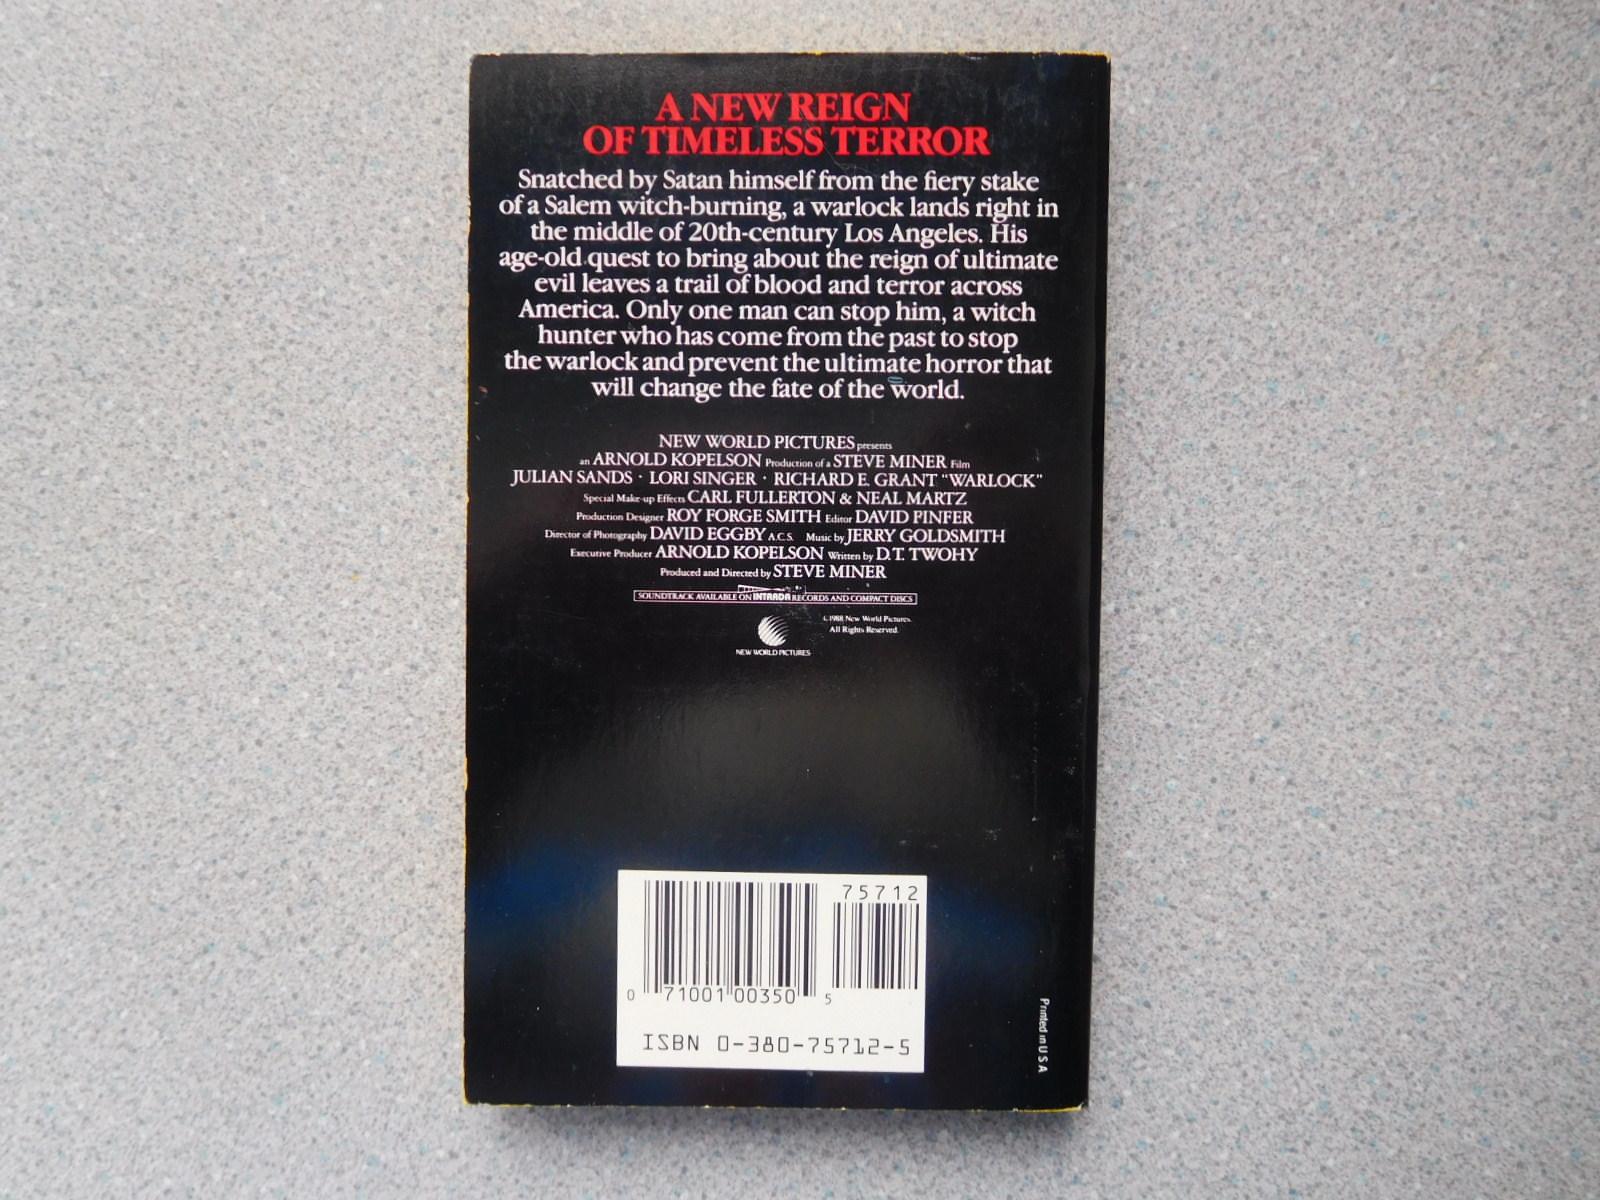 A NEW REIGN
OF TIMELESS TERROR
Snatched by Satan himself from the fiery stake
of a Salem witch-burning, a warlock lands right in
the middle of 20th-century Los Angeles. His
age-old quest to bring about the reign of ultimate
evil leaves a trail of blood and terror across
America. Only one man can stop him, a witch
hunter who has come from the past to stop
the warlock and prevent the ultimate horror that
will change the fate of the world.
NEW WORLD PICTURES presents
an ARNOLD KOPELSON Production of a STEVE MINER Film
JULIAN SANDS · LORI SINGER · RICHARD E. GRANT "WARLOCK"
Special Make-up Effects CARL FULLERTON & NEAL MARTZ
Production Designer ROY FORGE SMITH Editor DAVID FINFER
Director of Photography DAVID EGGBY A.C.S. Music by JERRY GOLDSMITH
Executive Producer ARNOLD KOPELSON Written by D.T. TWOHY
Produced and Directed by STEVE MINER
SOUNDTRACK AVAILABLE ON INTRADA RECORDS AND COMPACT DISCS
© 1988 New World Pictures.
All Rights Reserved.
NEW WORLD PICTURES
75712
0 71001 00350 5
ISBN 0-380-75712-5
Printed in U S A